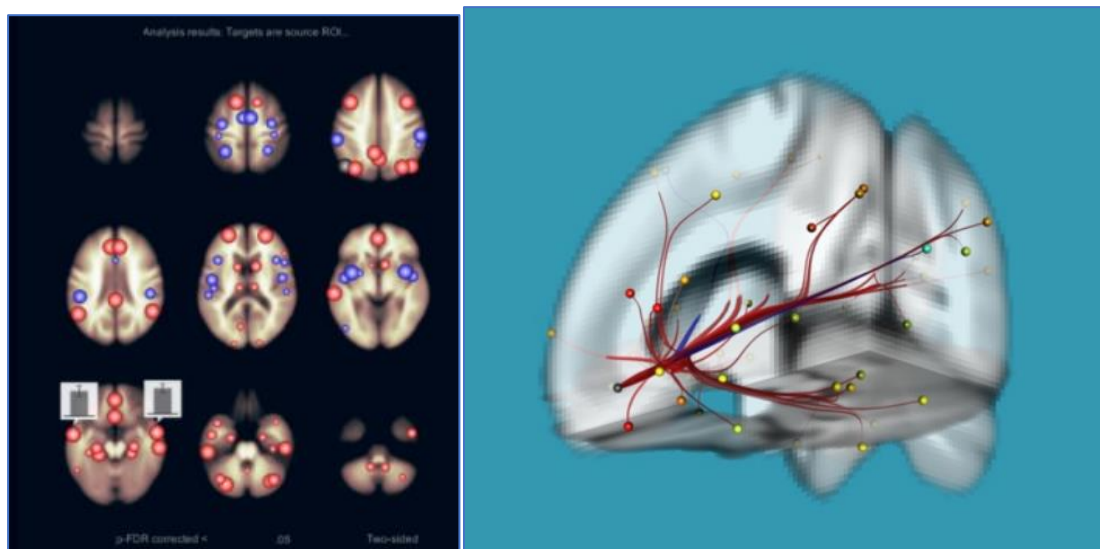 Analysis results: Targets are source ROI...
p-FDR corrected < .05 Two-sided